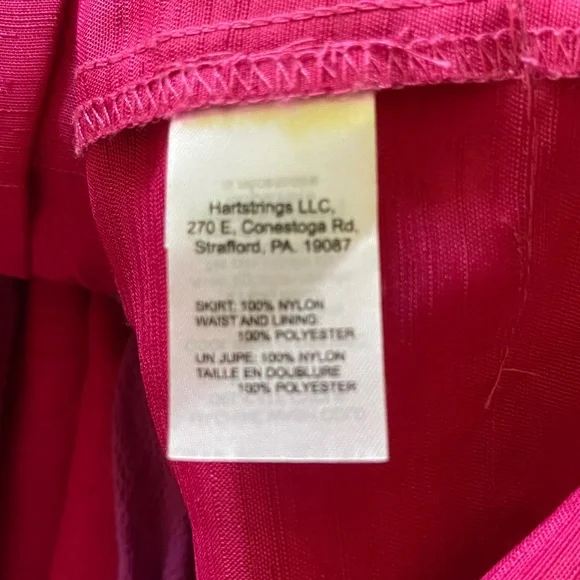 Hartstrings LLC,
270 E, Conestoga Rd,
Strafford, PA. 19087
SKIRT: 100% NYLON
WAIST AND LINING:
100% POLYESTER
UN JUPE: 100% NYLON
TAILLE EN DOUBLURE
100% POLYESTER